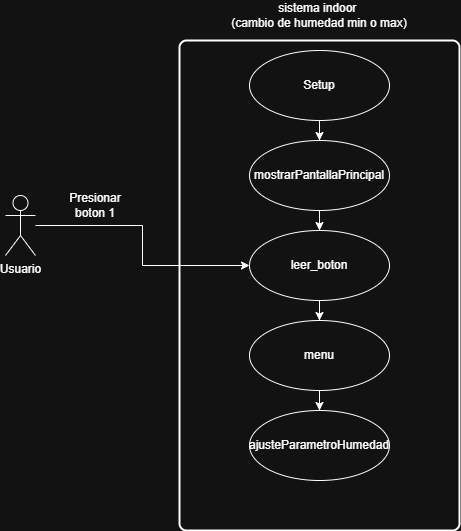 sistema indoor
(cambio de humedad min o max)
Setup
mostrarPantallaPrincipal
Presionar
boton 1
Usuario
leer_boton
menu
ajusteParametroHumedad